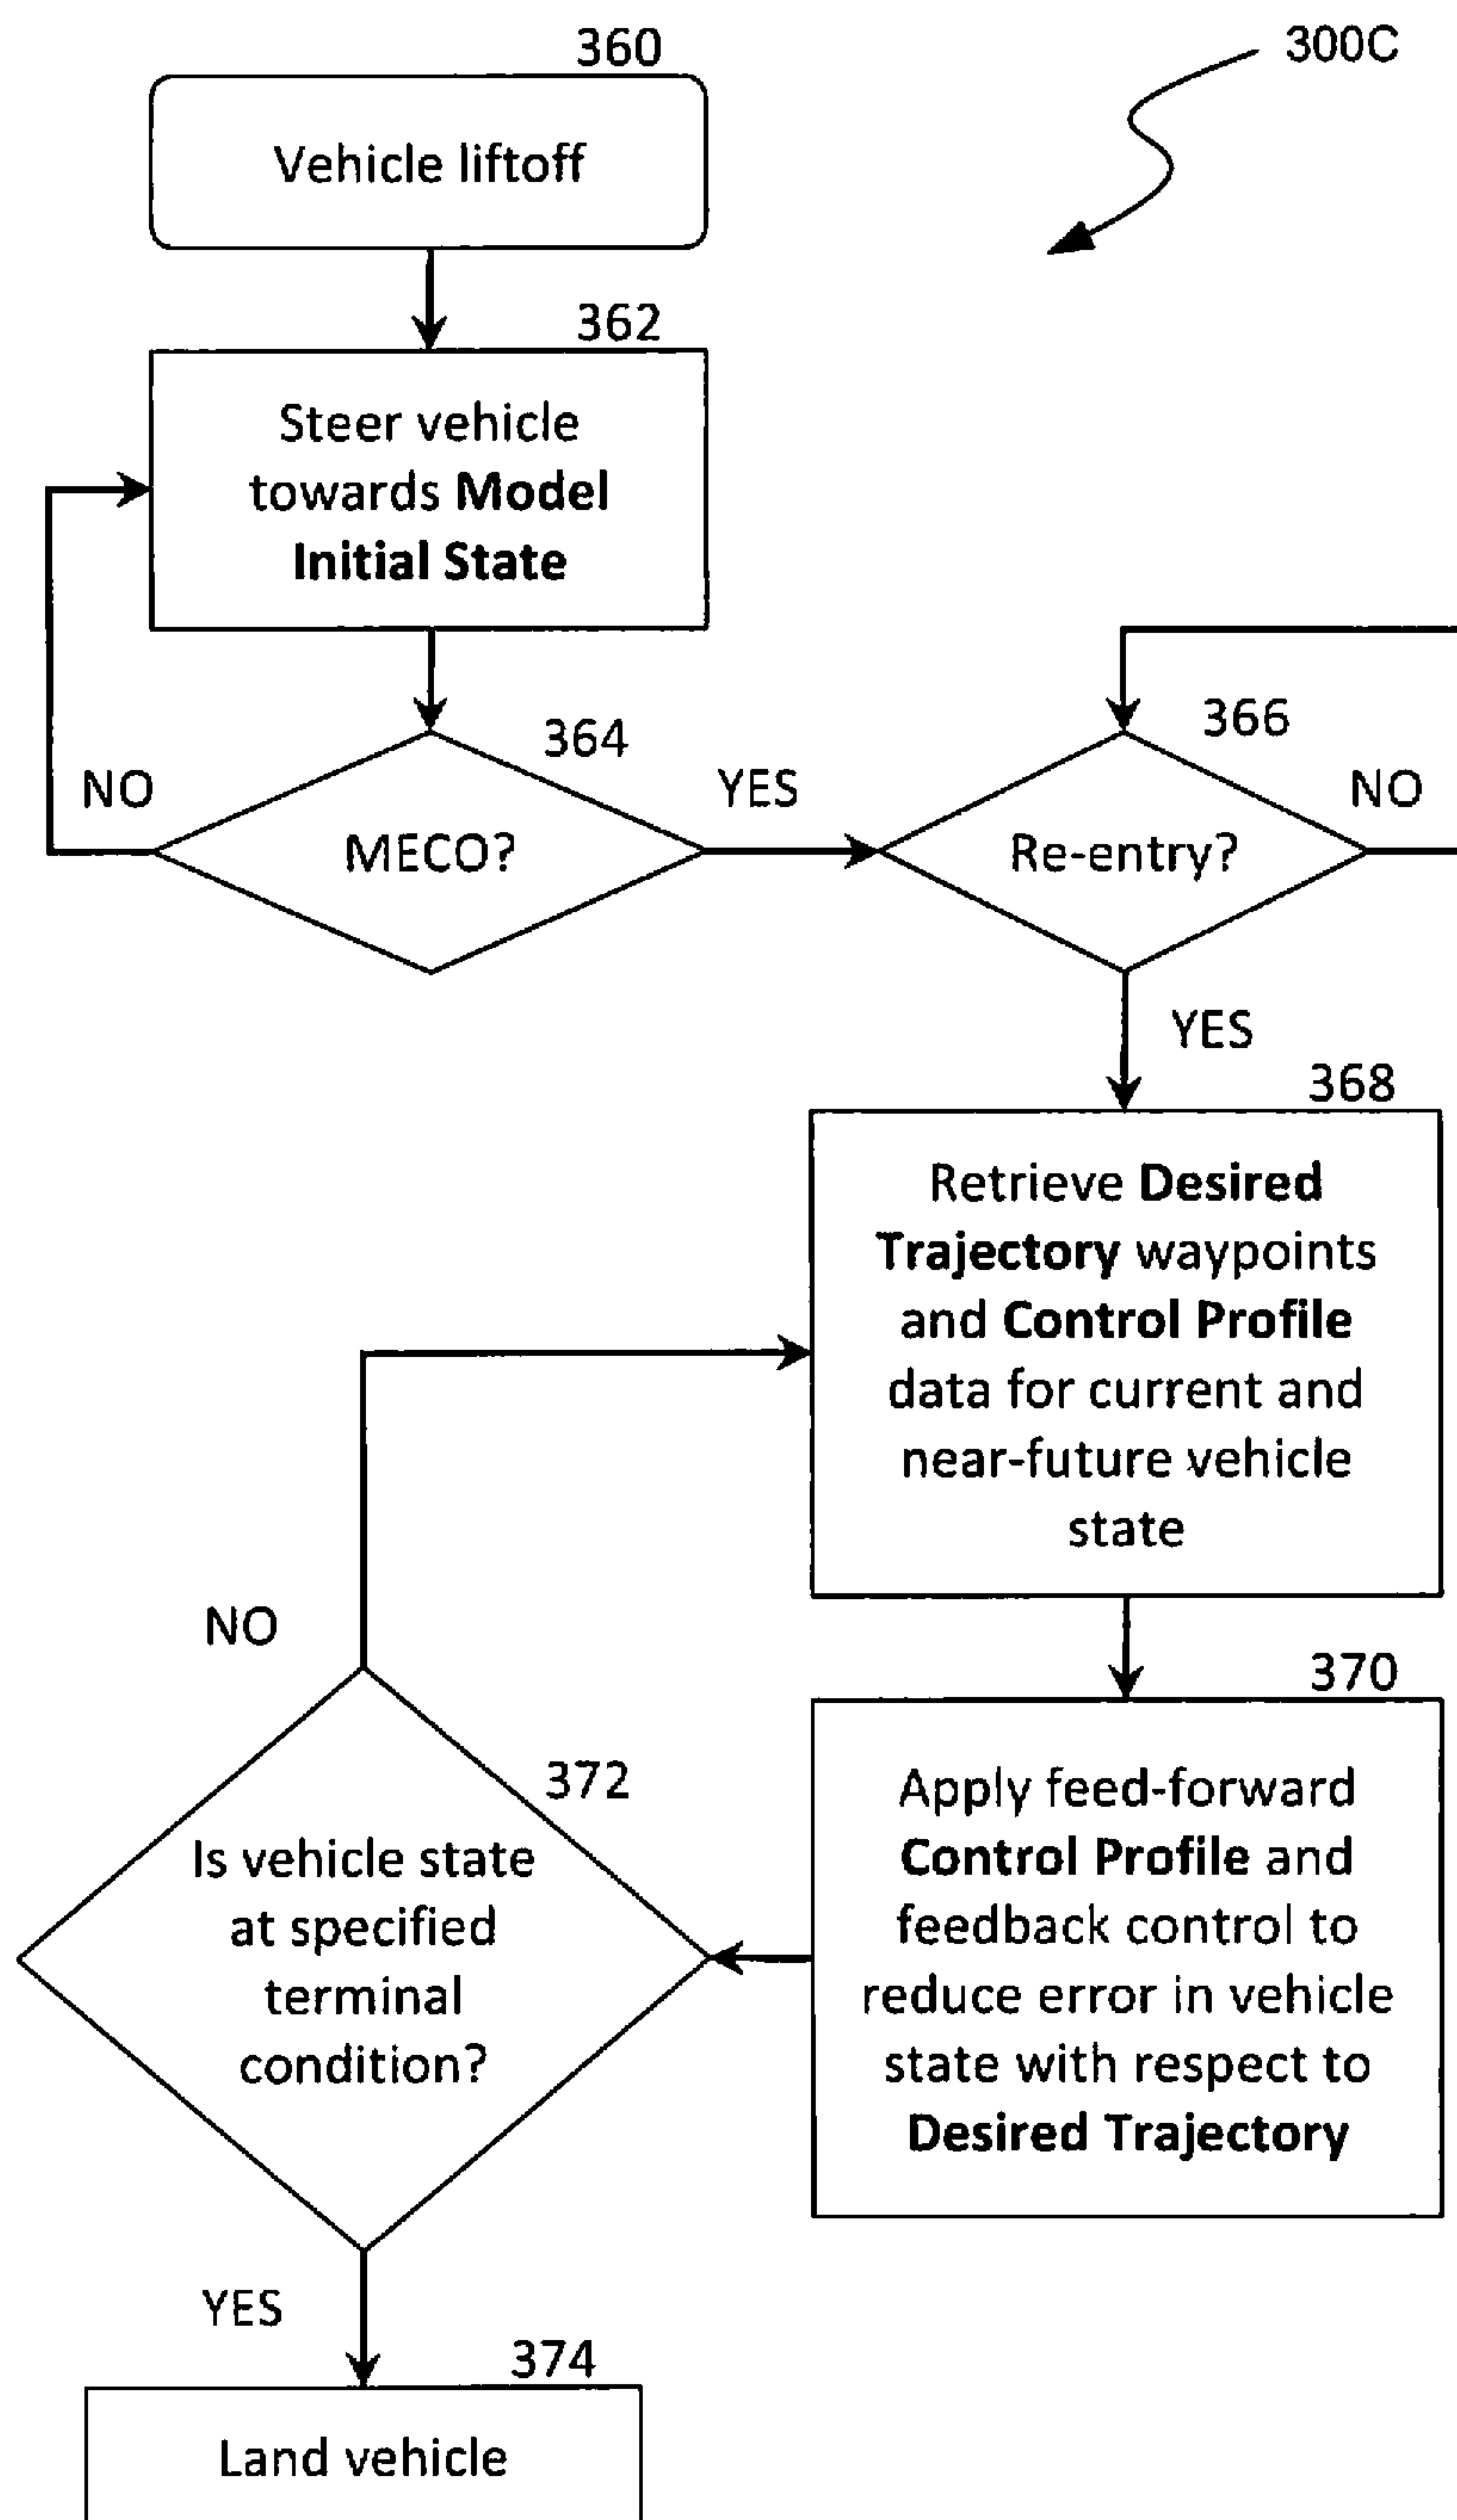 360
300C
Vehicle liftoff
362
Steer vehicle
towards Model
Initial State
364
366
NO
YES
NO
MECO?
Re-entry?
YES
368
Retrieve Desired
Trajectory waypoints
and Control Profile
data for current and
near-future vehicle
state
NO
370
372
Apply feed-forward
Control Profile and
feedback control to
reduce error in vehicle
state with respect to
Desired Trajectory
Is vehicle state
at specified
terminal
condition?
YES
374
Land vehicle